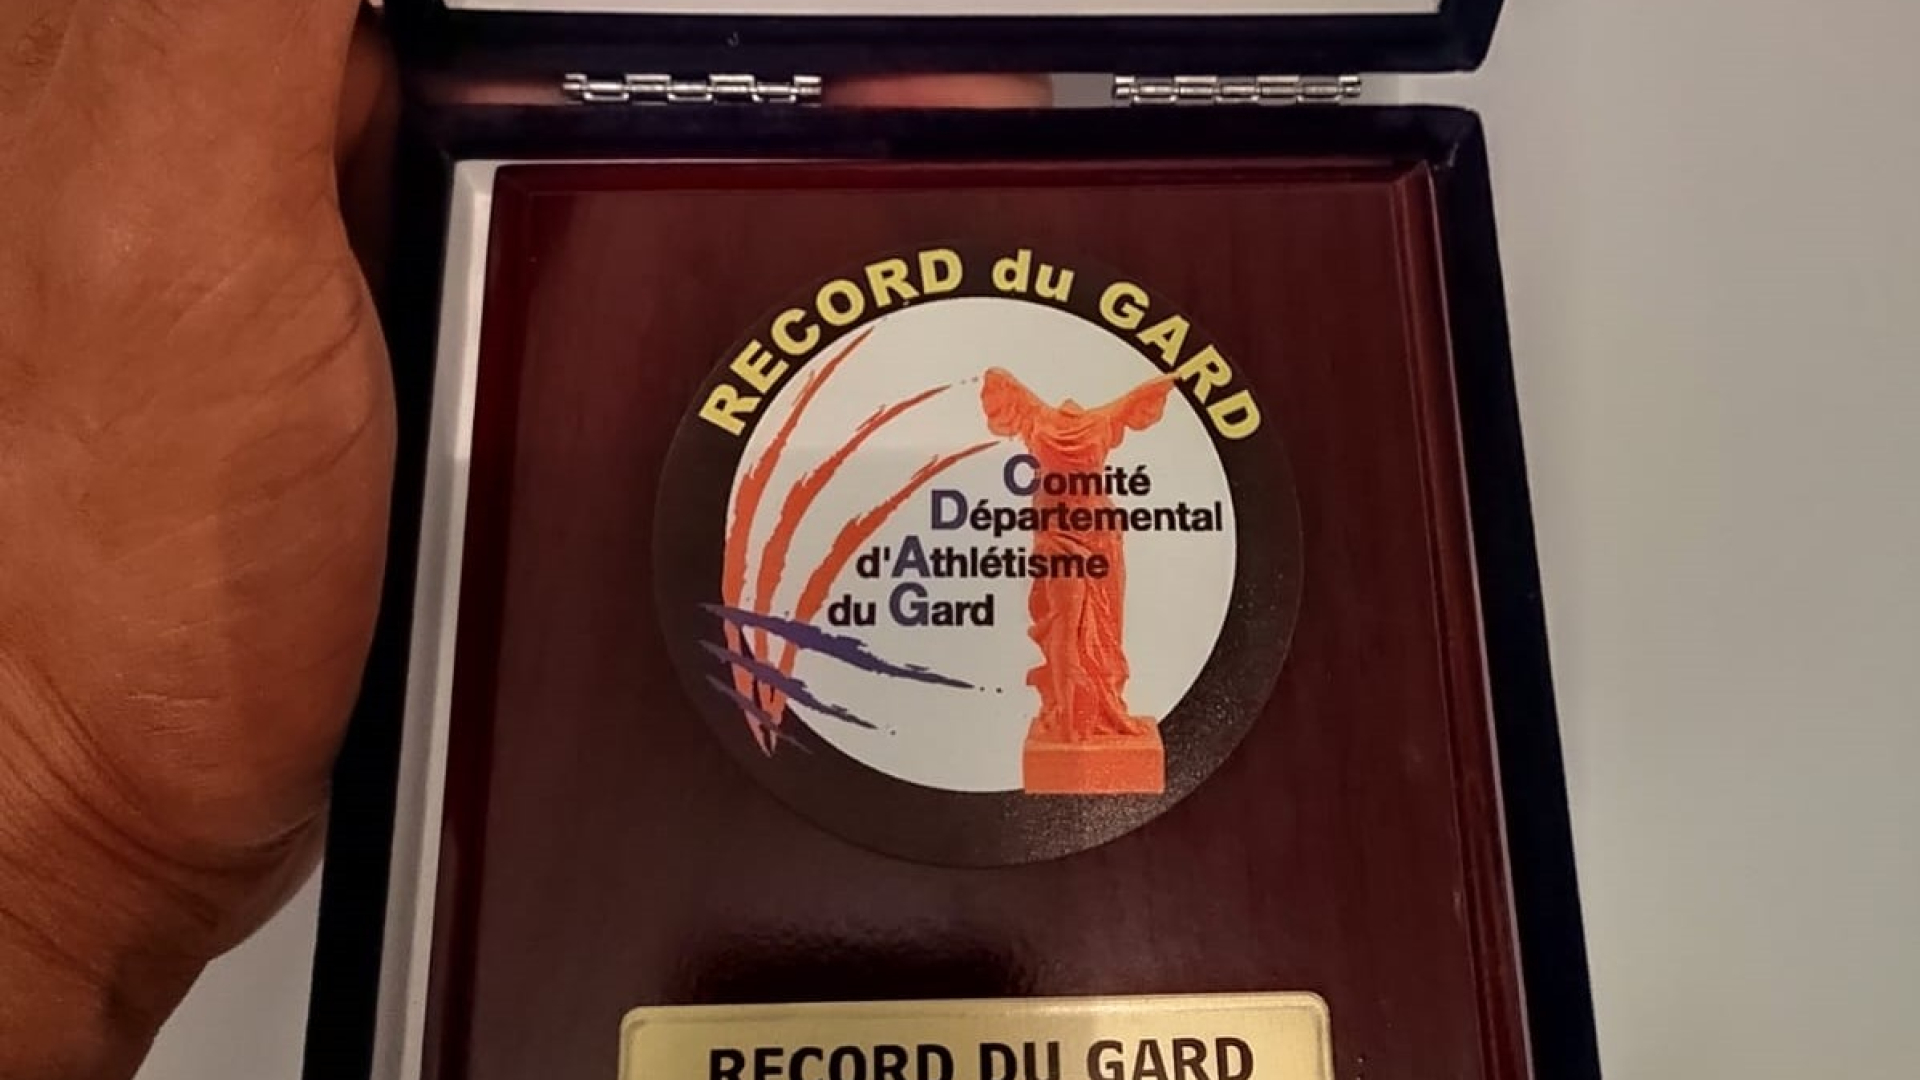 RECORD du GARD
Comité
Départemental
d'Athlétisme
du Gard
RECORD DU GARD